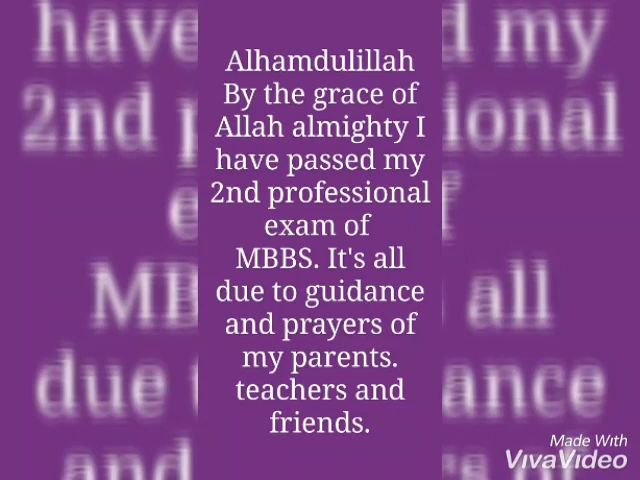 Alhamdulillah
By the grace of
Allah almighty I
have passed my
2nd professional
exam of
MBBS. It's all
due to guidance
and prayers of
my parents.
teachers and
friends.
Made With
VivaVideo